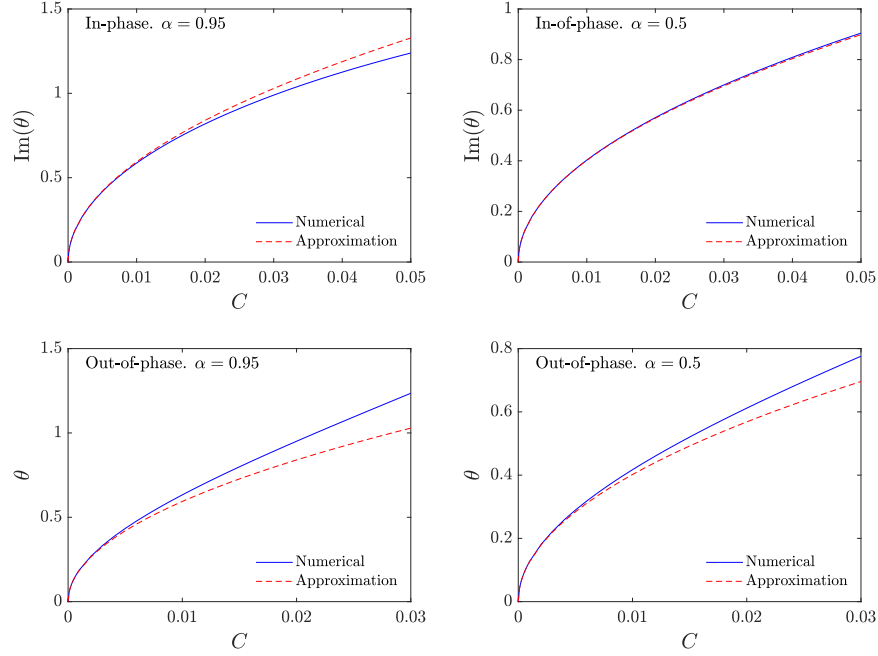 In-phase. α = 0.95
1.5
1
0.5
0
Im(θ)
Numerical
Approximation
0 0.01 0.02 0.03 0.04 0.05
C
In-of-phase. α = 0.5
1
0.8
0.6
0.4
0.2
0
Im(θ)
Numerical
Approximation
0 0.01 0.02 0.03 0.04 0.05
C
Out-of-phase. α = 0.95
1.5
1
0.5
0
θ
Numerical
Approximation
0 0.01 0.02 0.03
C
Out-of-phase. α = 0.5
0.8
0.6
0.4
0.2
0
θ
Numerical
Approximation
0 0.01 0.02 0.03
C